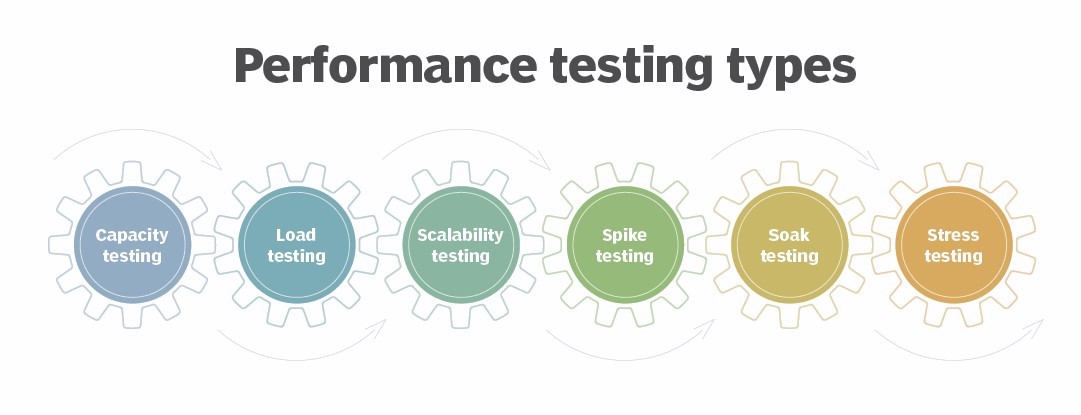 Performance testing types
Capacity
testing
Load
testing
Scalability
testing
Spike
testing
Soak
testing
Stress
testing